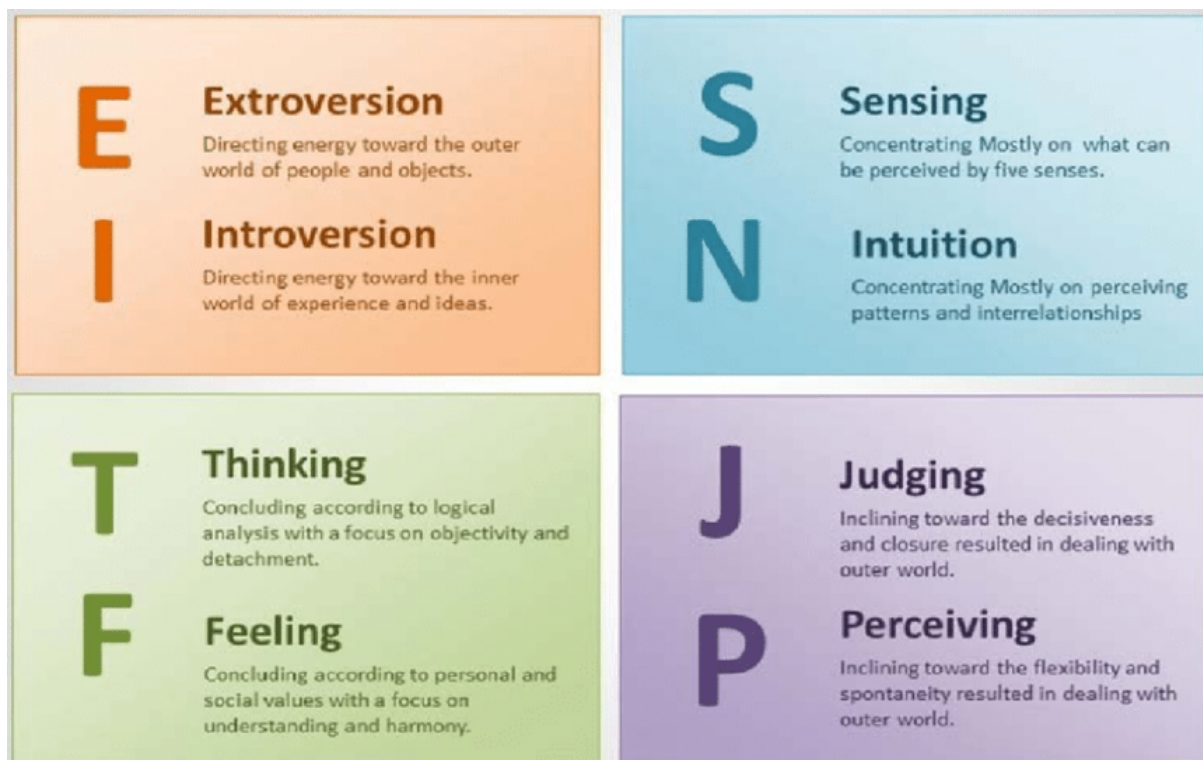 E
Extroversion
Directing energy toward the outer
world of people and objects.
I
Introversion
Directing energy toward the inner
world of experience and ideas.
S
Sensing
Concentrating Mostly on what can
be perceived by five senses.
N
Intuition
Concentrating Mostly on perceiving
patterns and interrelationships
T
Thinking
Concluding according to logical
analysis with a focus on objectivity and
detachment.
F
Feeling
Concluding according to personal and
social values with a focus on
understanding and harmony.
J
Judging
Inclining toward the decisiveness
and closure resulted in dealing with
outer world.
P
Perceiving
Inclining toward the flexibility and
spontaneity resulted in dealing with
outer world.